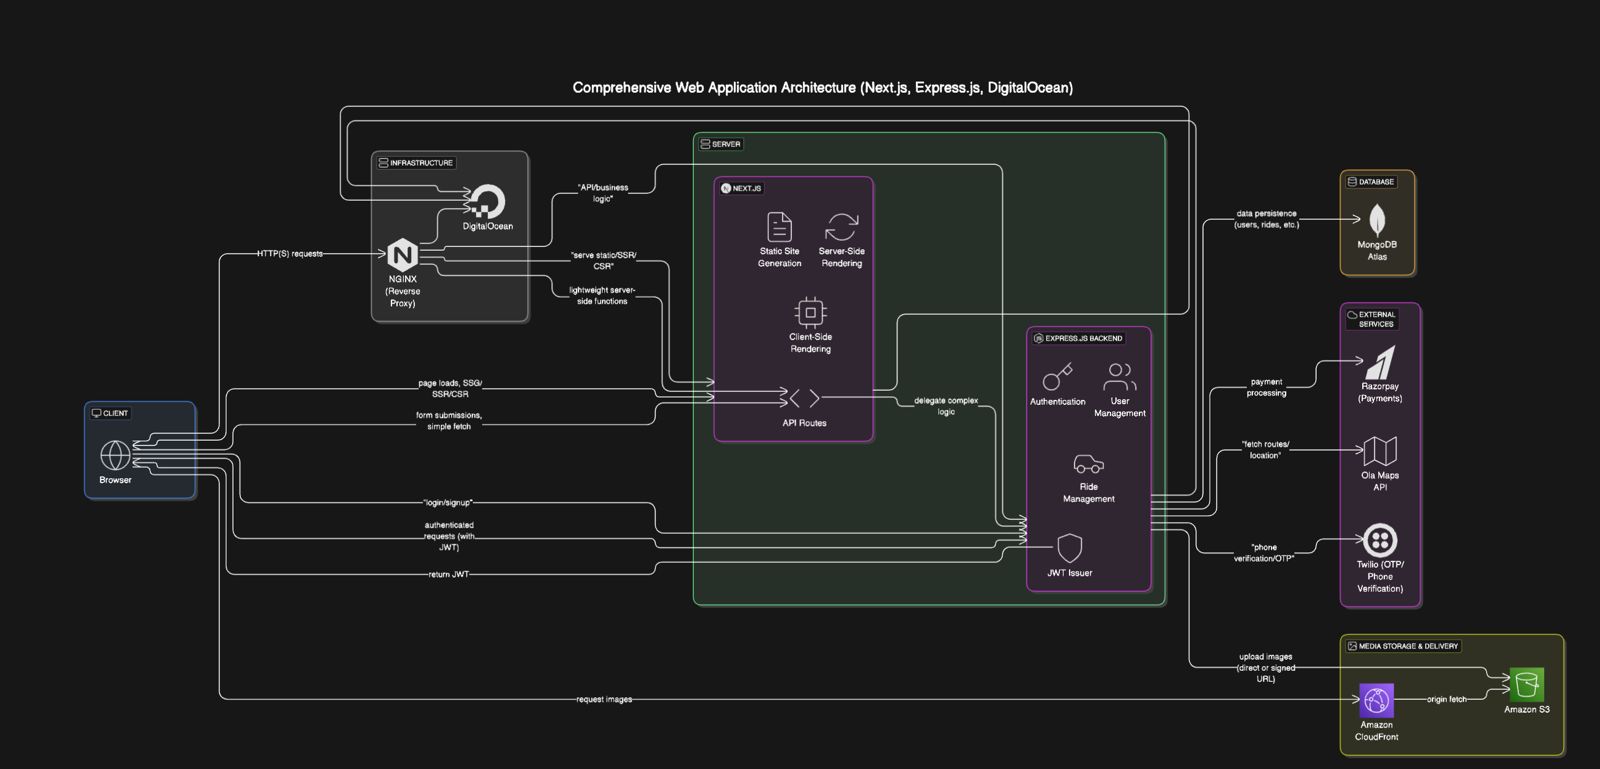 Comprehensive Web Application Architecture (Next.js, Express.js, DigitalOcean)
INFRASTRUCTURE
DigitalOcean
NGINX
(Reverse
Proxy)
HTTP(S) requests
"API/business
logic"
"serve static/SSR/
CSR"
lightweight server-
side functions
SERVER
NEXT.JS
Static Site
Generation
Server-Side
Rendering
Client-Side
Rendering
API Routes
delegate complex
logic
EXPRESS.JS BACKEND
Authentication
User
Management
Ride
Management
JWT Issuer
CLIENT
Browser
page loads, SSG/
SSR/CSR
form submissions,
simple fetch
"login/signup"
authenticated
requests (with
JWT)
return JWT
request images
data persistence
(users, rides, etc.)
DATABASE
MongoDB
Atlas
EXTERNAL
SERVICES
payment
processing
Razorpay
(Payments)
"fetch routes/
location"
Ola Maps
API
"phone
verification/OTP"
Twilio (OTP/
Phone
Verification)
upload images
(direct or signed
URL)
MEDIA STORAGE & DELIVERY
Amazon
CloudFront
origin fetch
Amazon S3